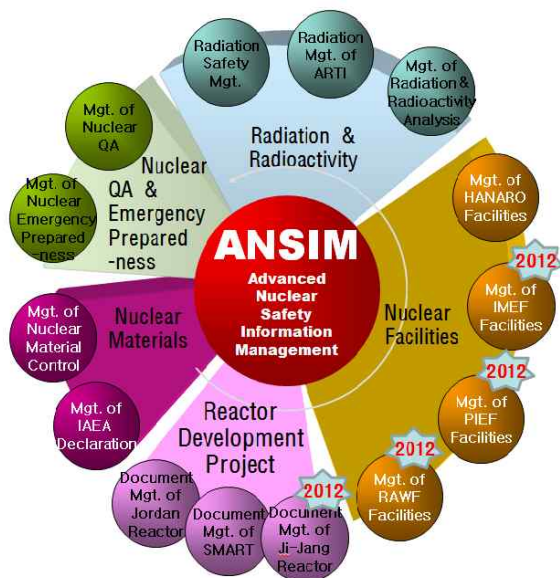 Radiation
Safety
Mgt.
Radiation
Mgt. of
ARTI
Mgt. of
Radiation &
Radioactivity
Analysis
Radiation &
Radioactivity
Mgt. of
Nuclear
QA
Mgt. of
Nuclear
Emergency
Prepared
-ness
Nuclear
QA &
Emergency
Prepared
-ness
ANSIM
Advanced
Nuclear
Safety
Information
Management
Mgt. of
HANARO
Facilities
2012
Mgt. of
IMEF
Facilities
Nuclear
Facilities
2012
Mgt. of
PIEF
Facilities
2012
Mgt. of
RAWF
Facilities
Mgt. of
Nuclear
Material
Control
Nuclear
Materials
Mgt. of
IAEA
Declaration
Reactor
Development
Project
Document
Mgt. of
Jordan
Reactor
Document
Mgt. of
SMART
2012
Document
Mgt. of
Ji-Jang
Reactor